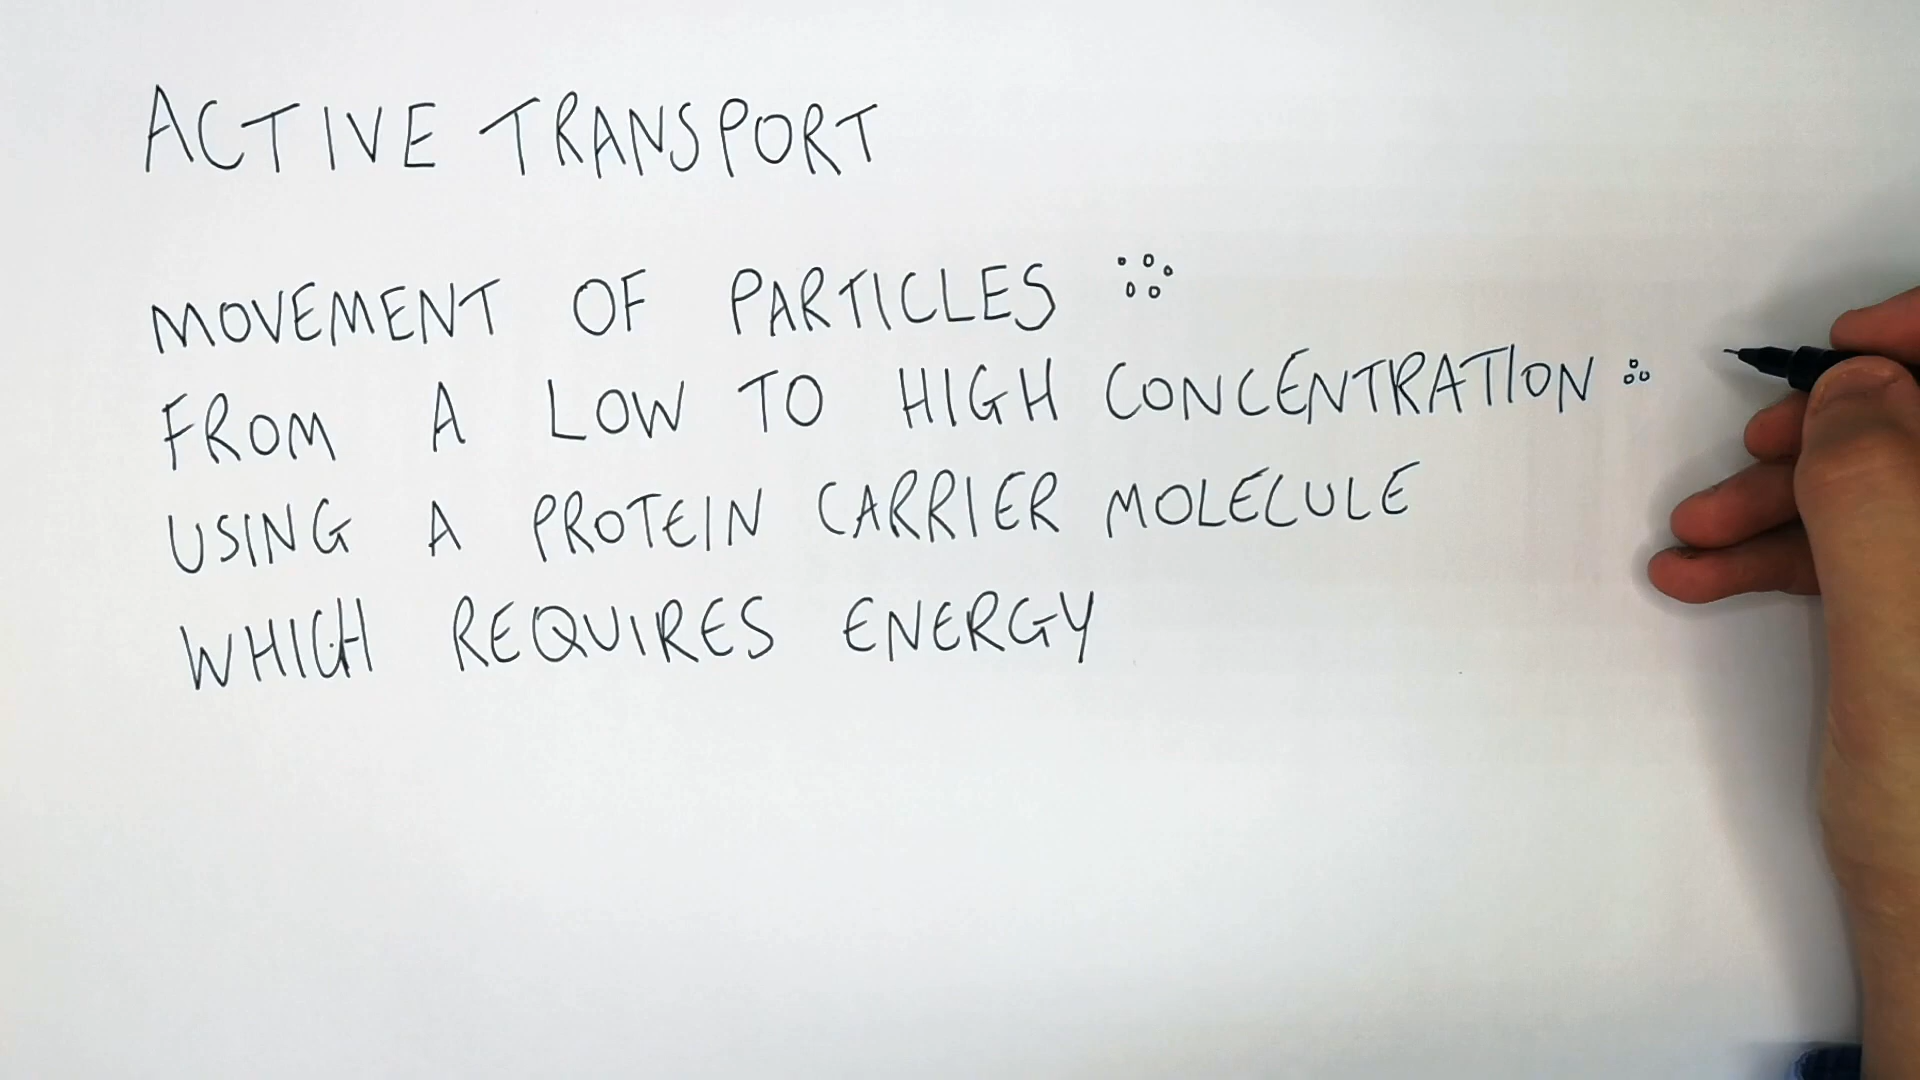 ACTIVE TRANSPORT
MOVEMENT OF PARTICLES
FROM A LOW TO HIGH CONCENTRATION
USING A PROTEIN CARRIER MOLECULE
WHICH REQUIRES ENERGY